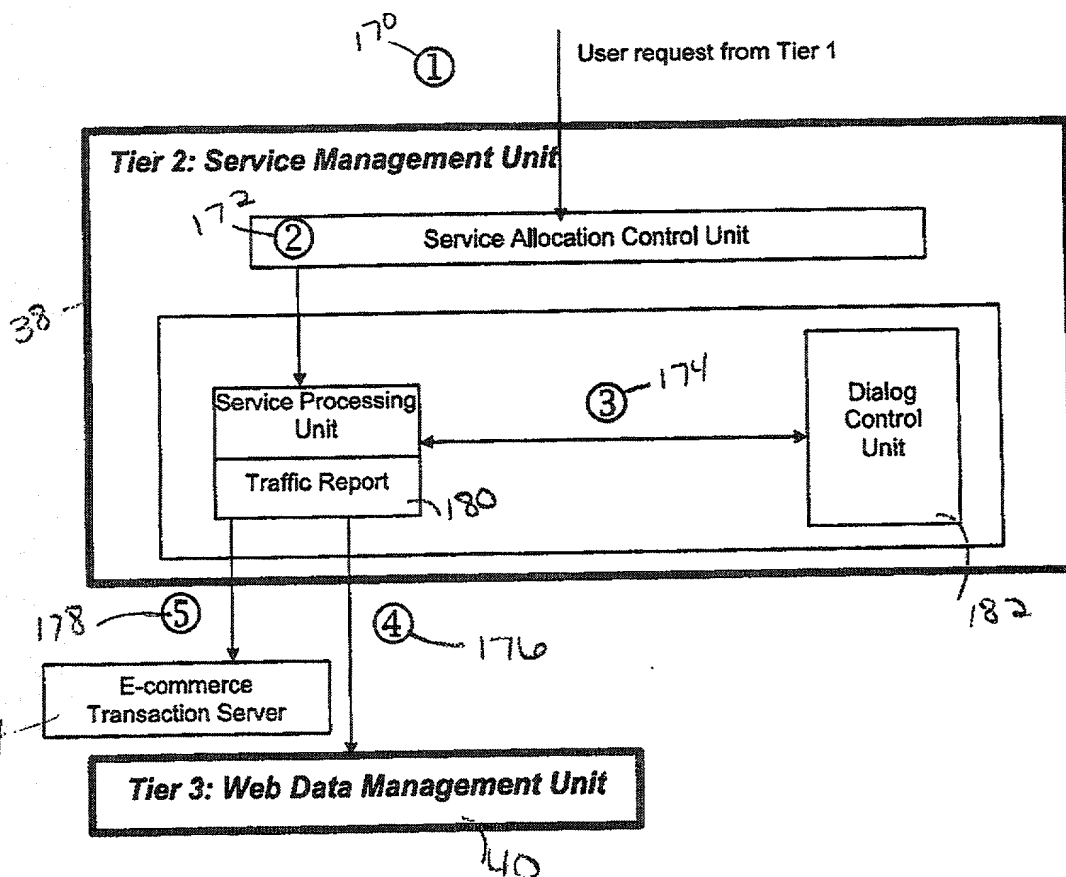 170
①
User request from Tier 1
Tier 2: Service Management Unit
172
②
Service Allocation Control Unit
38
③
174
Service Processing
Unit
Dialog
Control
Unit
Traffic Report
180
182
178
⑤
④
176
E-commerce
Transaction Server
Tier 3: Web Data Management Unit
40